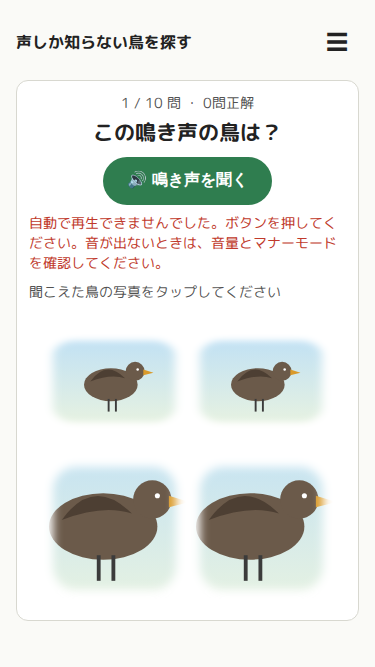 声しか知らない鳥を探す
1 / 10 問 ・ 0問正解
この鳴き声の鳥は？
🔊 鳴き声を聞く
自動で再生できませんでした。ボタンを押してく
ださい。音が出ないときは、音量とマナーモード
を確認してください。
聞こえた鳥の写真をタップしてください